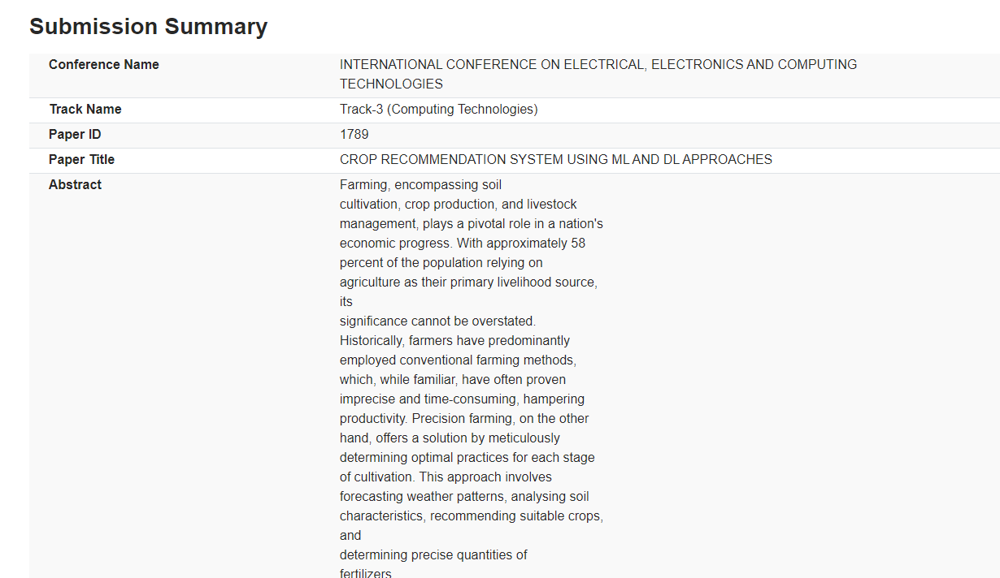 Submission Summary
Conference Name
INTERNATIONAL CONFERENCE ON ELECTRICAL, ELECTRONICS AND COMPUTING
TECHNOLOGIES
Track Name
Track-3 (Computing Technologies)
Paper ID
1789
Paper Title
CROP RECOMMENDATION SYSTEM USING ML AND DL APPROACHES
Abstract
Farming, encompassing soil
cultivation, crop production, and livestock
management, plays a pivotal role in a nation's
economic progress. With approximately 58
percent of the population relying on
agriculture as their primary livelihood source,
its
significance cannot be overstated.
Historically, farmers have predominantly
employed conventional farming methods,
which, while familiar, have often proven
imprecise and time-consuming, hampering
productivity. Precision farming, on the other
hand, offers a solution by meticulously
determining optimal practices for each stage
of cultivation. This approach involves
forecasting weather patterns, analysing soil
characteristics, recommending suitable crops,
and
determining precise quantities of
fertilizers